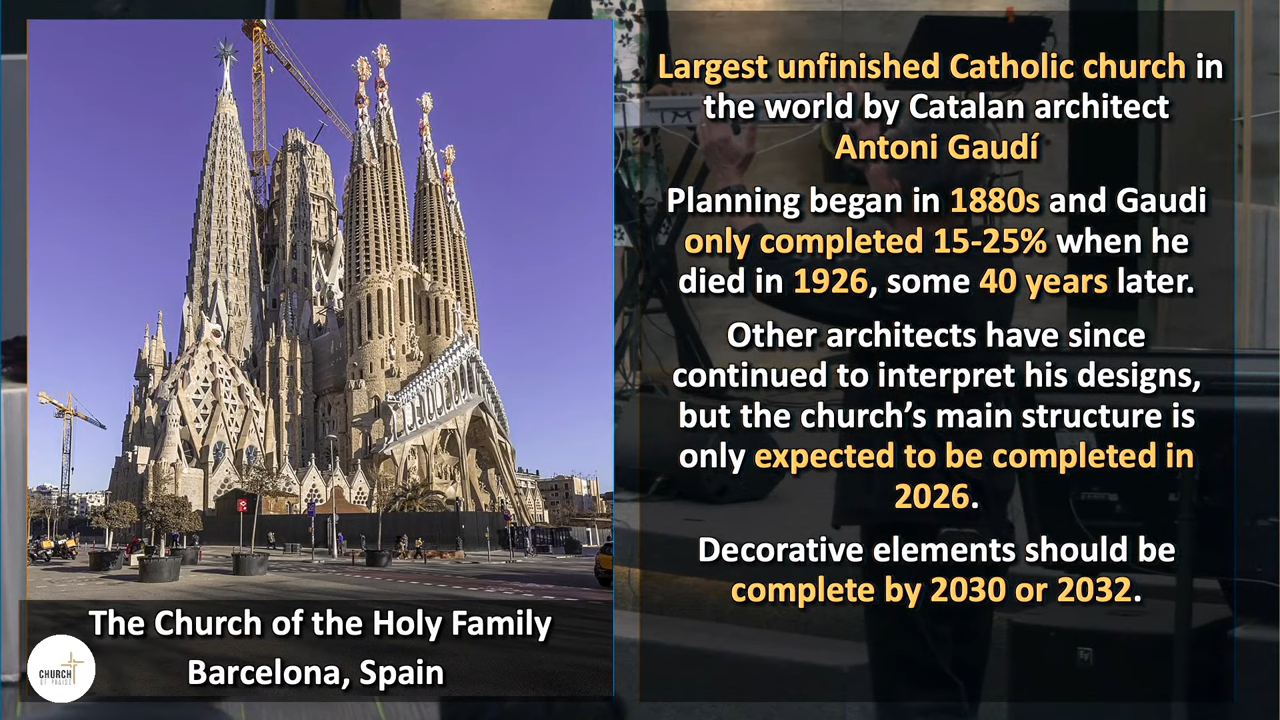 Largest unfinished Catholic church in
the world by Catalan architect
Antoni Gaudí
Planning began in 1880s and Gaudi
only completed 15-25% when he
died in 1926, some 40 years later.
Other architects have since
continued to interpret his designs,
but the church’s main structure is
only expected to be completed in
2026.
Decorative elements should be
complete by 2030 or 2032.
The Church of the Holy Family
Barcelona, Spain
CHURCH
OF PRAISE